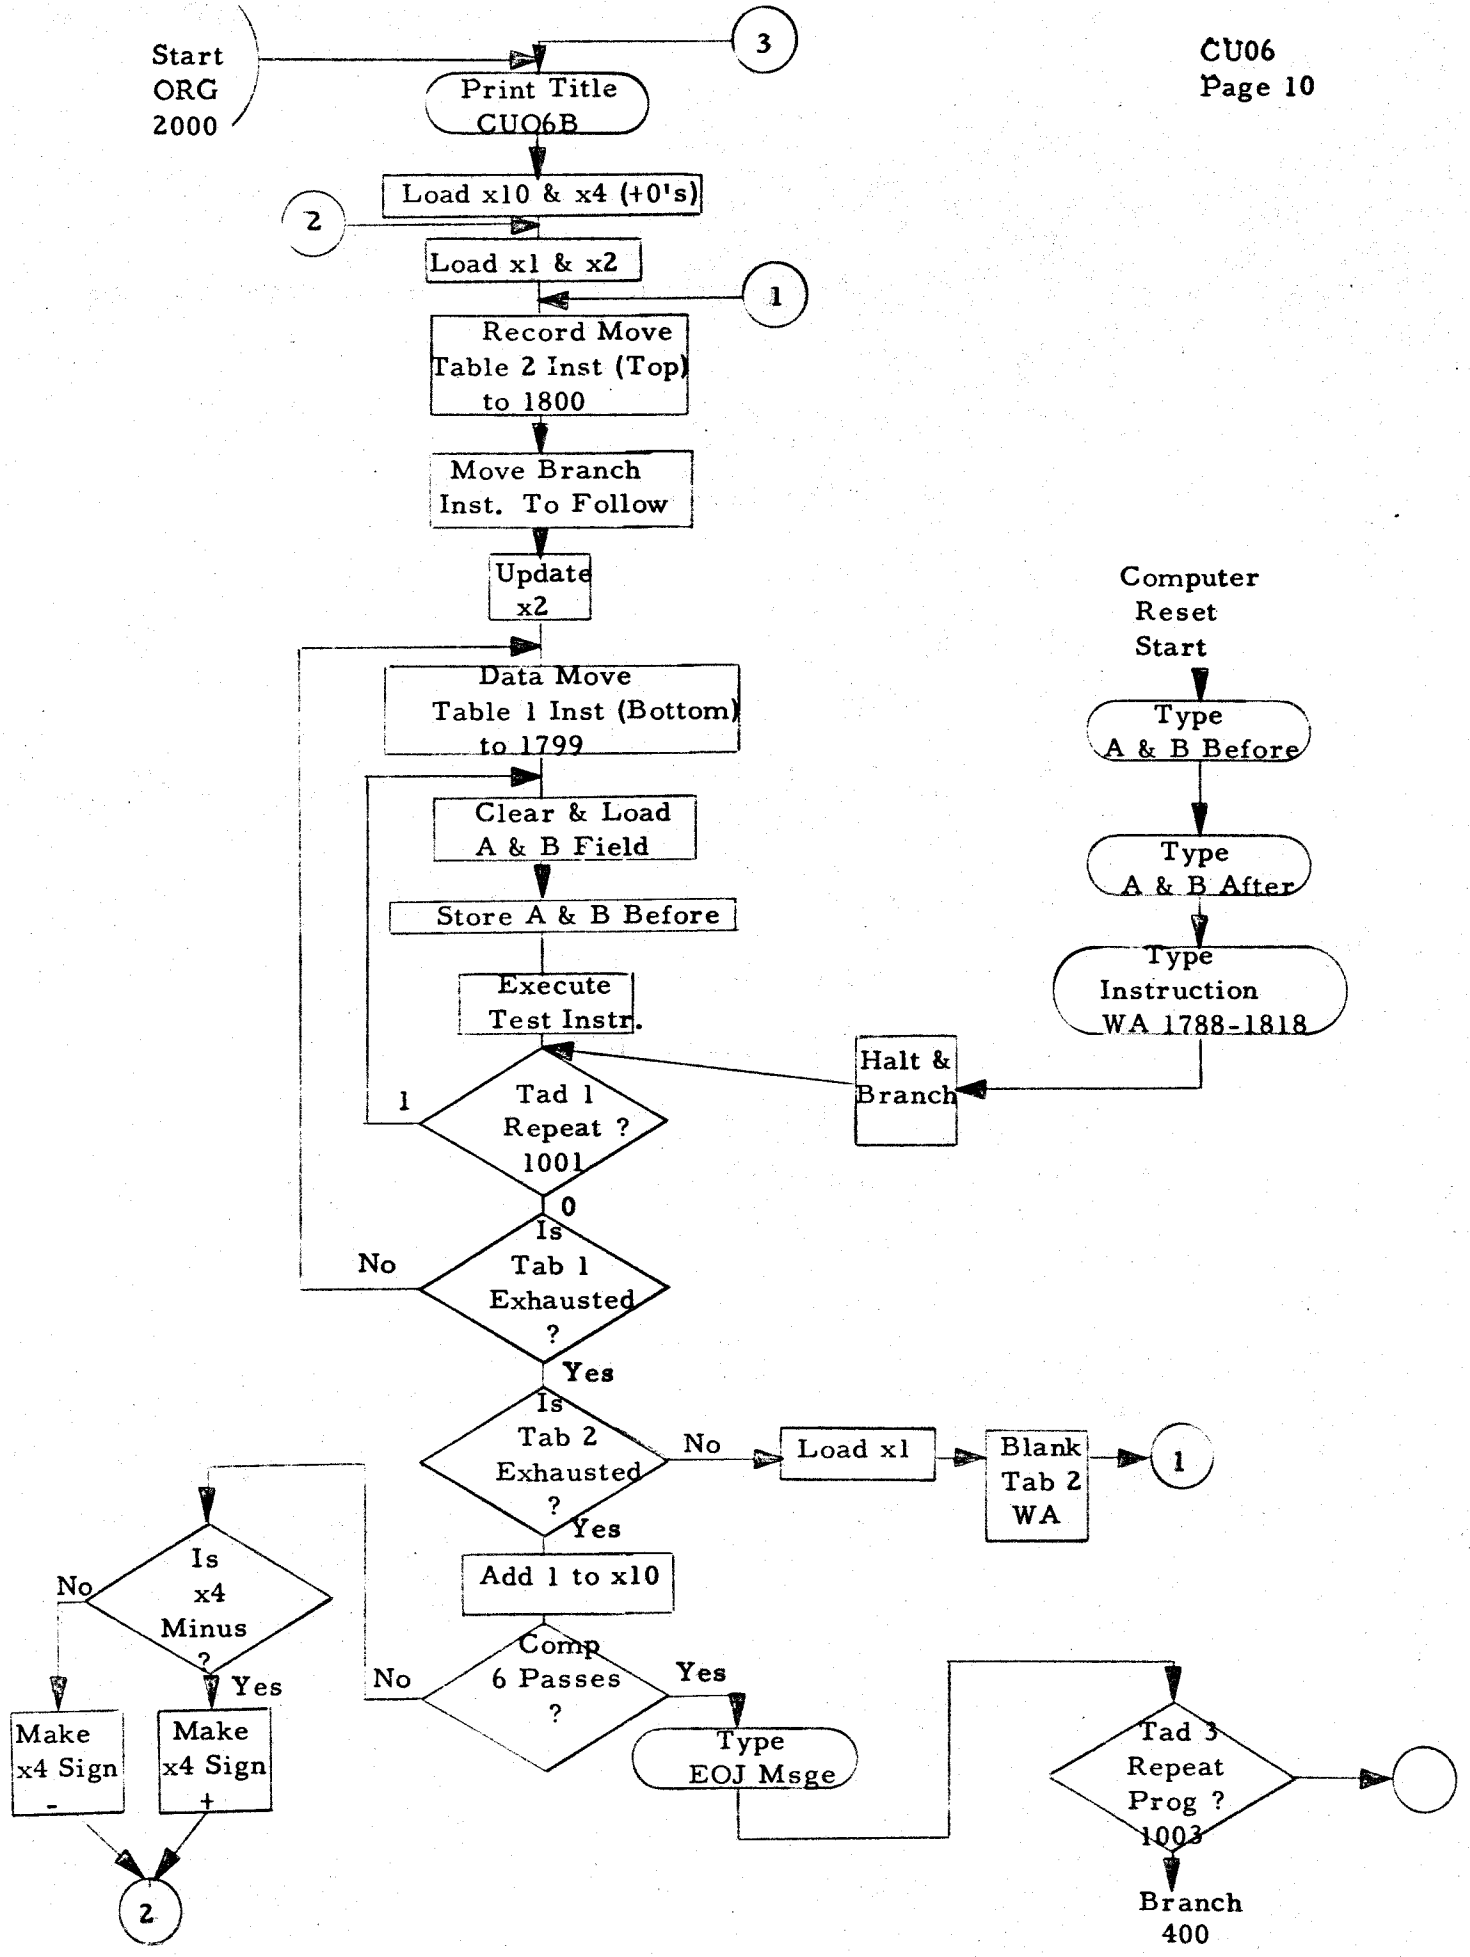 CU06
Page 10
Start
ORG
2000
3
Print Title
CUO6B
Load x10 & x4 (+0's)
2
Load x1 & x2
1
Record Move
Table 2 Inst (Top)
to 1800
Move Branch
Inst. To Follow
Update
x2
Data Move
Table 1 Inst (Bottom)
to 1799
Clear & Load
A & B Field
Store A & B Before
Execute
Test Instr.
Computer
Reset
Start
Type
A & B Before
Type
A & B After
Type
Instruction
WA 1788-1818
Halt &
Branch
1
Tad 1
Repeat ?
1001
0
Is
Tab 1
Exhausted
?
No
Yes
Is
Tab 2
Exhausted
?
No
Load x1
Blank
Tab 2
WA
1
Yes
Add 1 to x10
Comp
6 Passes
?
No
Yes
Is
x4
Minus
?
No
Yes
Make
x4 Sign
-
Make
x4 Sign
+
2
Type
EOJ Msge
Tad 3
Repeat
Prog ?
1003
Branch
400